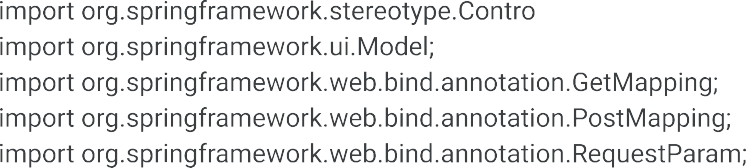 import org.springframework.stereotype.Contro
import org.springframework.ui.Model;
import org.springframework.web.bind.annotation.GetMapping;
import org.springframework.web.bind.annotation.PostMapping;
import org.springframework.web.bind.annotation.RequestParam;